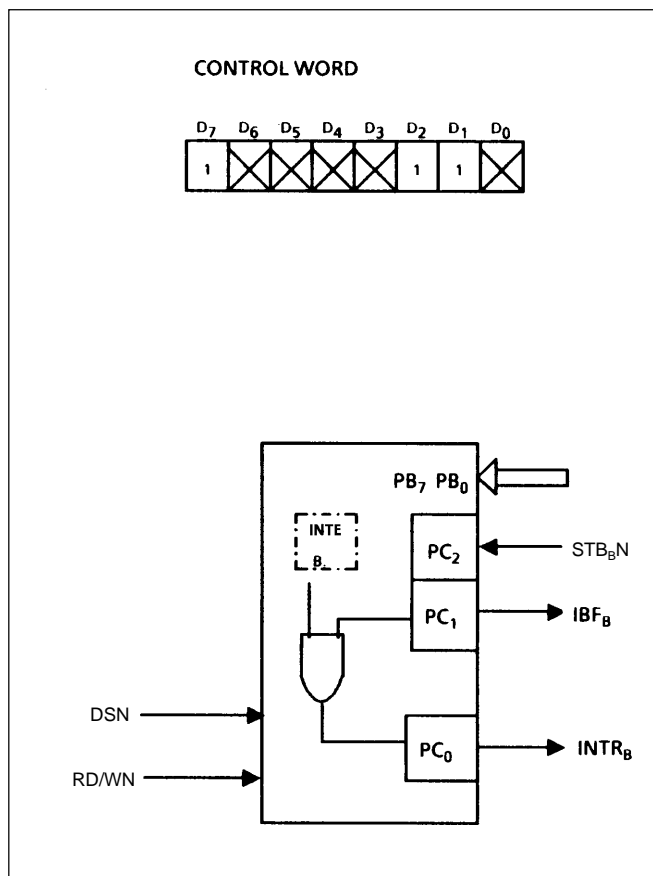 CONTROL WORD
D7 D6 D5 D4 D3 D2 D1 D0
1 1 1
PB7 PB0
INTE
B.
PC2
STBBN
PC1
IBFB
DSN
PC0
INTRB
RD/WN